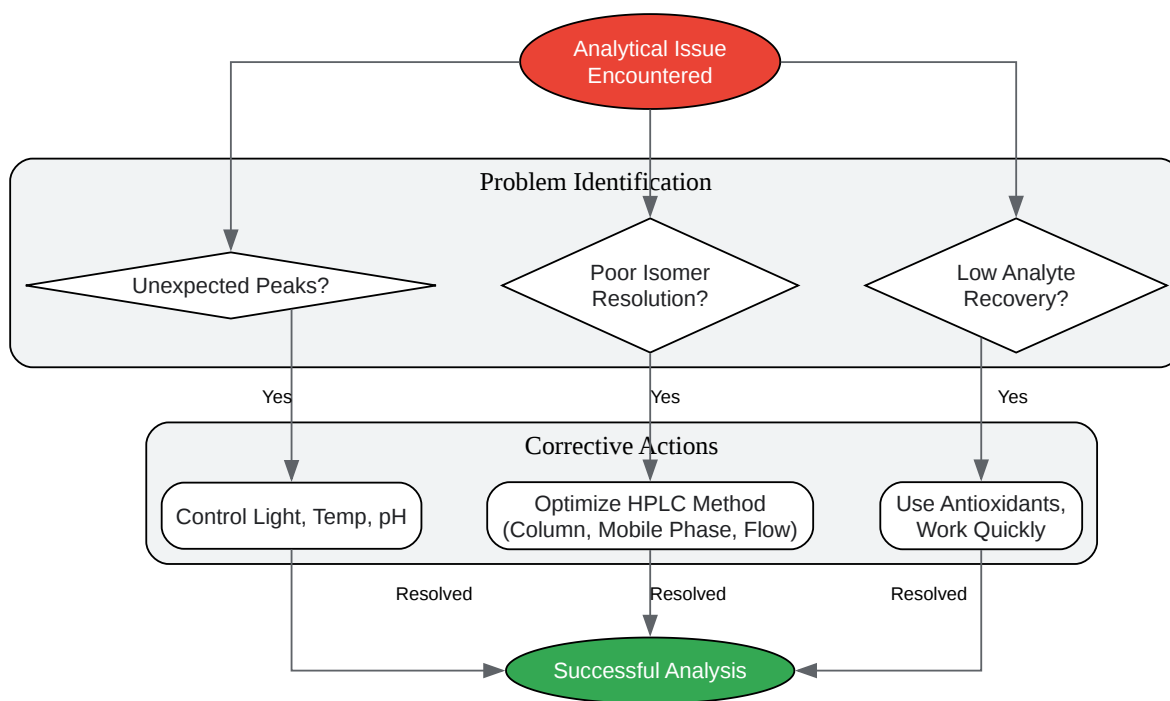 Analytical Issue
Encountered
Problem Identification
Unexpected Peaks?
Poor Isomer
Resolution?
Low Analyte
Recovery?
Yes
Yes
Yes
Corrective Actions
Control Light, Temp, pH
Optimize HPLC Method
(Column, Mobile Phase, Flow)
Use Antioxidants,
Work Quickly
Resolved
Resolved
Resolved
Successful Analysis